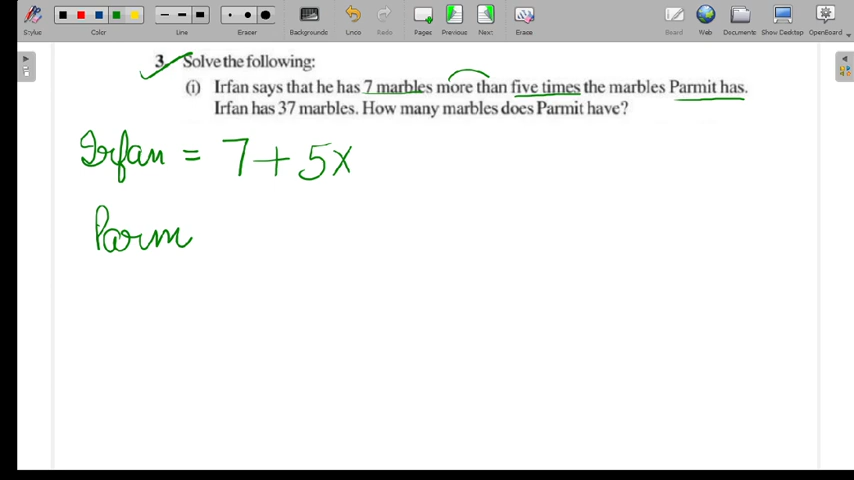 Stylus Color Line Eraser Backgrounds Undo Redo Pages Previous Next Erase Board Web Documents Show Desktop OpenBoard
3. Solve the following:
(i) Irfan says that he has 7 marbles more than five times the marbles Parmit has.
Irfan has 37 marbles. How many marbles does Parmit have?
Irfan = 7 + 5x
Parm